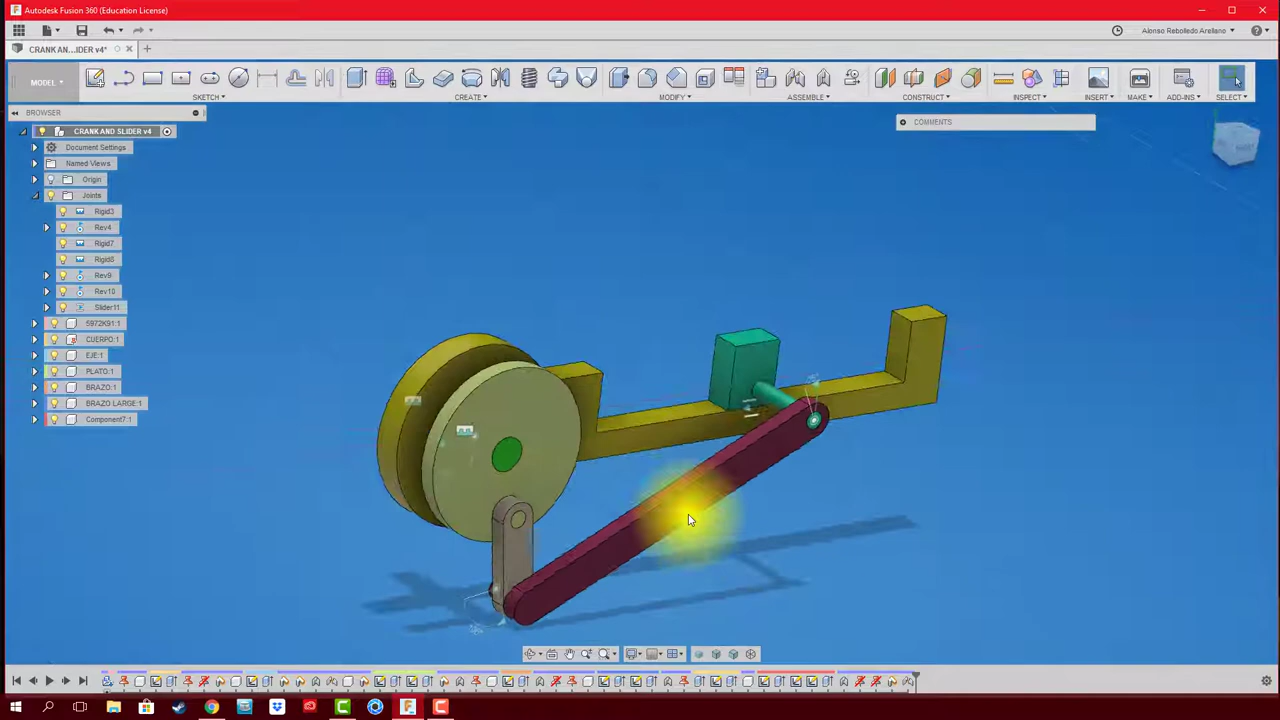 Autodesk Fusion 360 (Education License)
Alonso Rebolledo Arellano
CRANK AN...IDER v4*
MODEL
SKETCH
CREATE
MODIFY
ASSEMBLE
CONSTRUCT
INSPECT
INSERT
MAKE
ADD-INS
SELECT
BROWSER
COMMENTS
CRANK AND SLIDER v4
Document Settings
Named Views
Origin
Joints
Rigid3
Rev4
Rigid7
Rev9
Rev10
Slider11
5972K91:1
CUERPO:1
EJE:1
PLATO:1
BRAZO:1
BRAZO LARGE:1
Component7:1